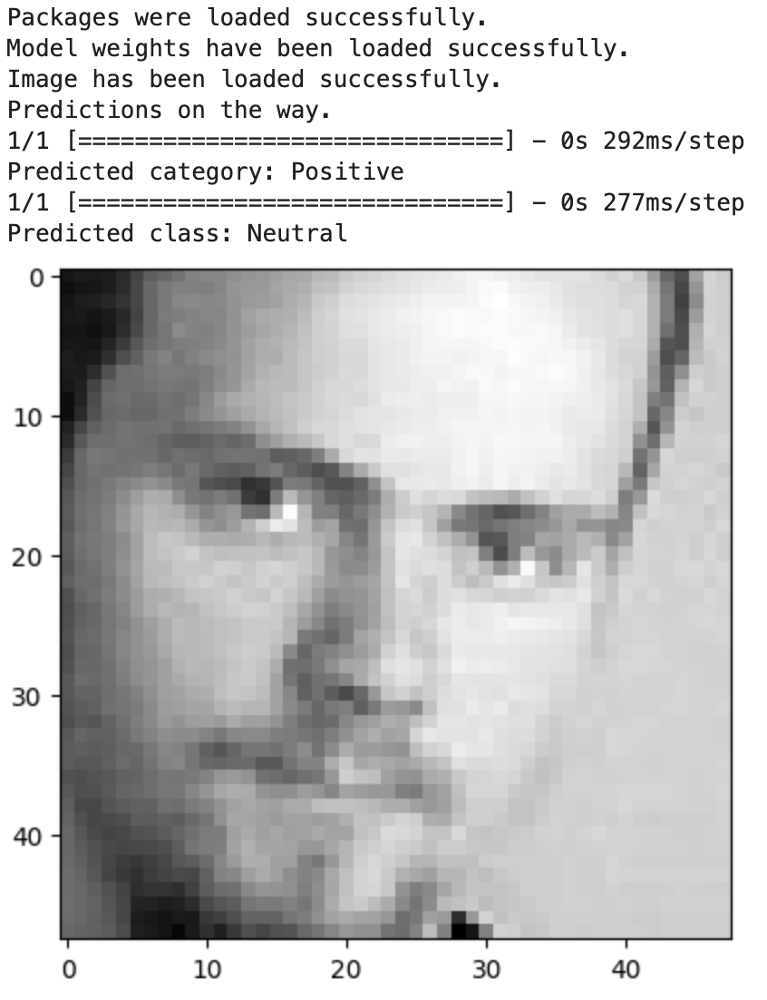 Packages were loaded successfully.
Model weights have been loaded successfully.
Image has been loaded successfully.
Predictions on the way.
1/1 [==============================] - 0s 292ms/step
Predicted category: Positive
1/1 [==============================] - 0s 277ms/step
Predicted class: Neutral
0
10
20
30
40
0 10 20 30 40